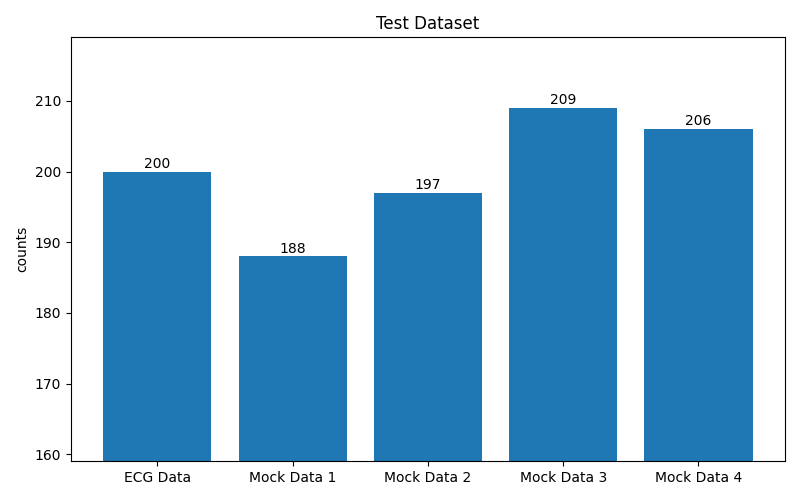 Test Dataset
counts
210
200
190
180
170
160
200
188
197
209
206
ECG Data
Mock Data 1
Mock Data 2
Mock Data 3
Mock Data 4